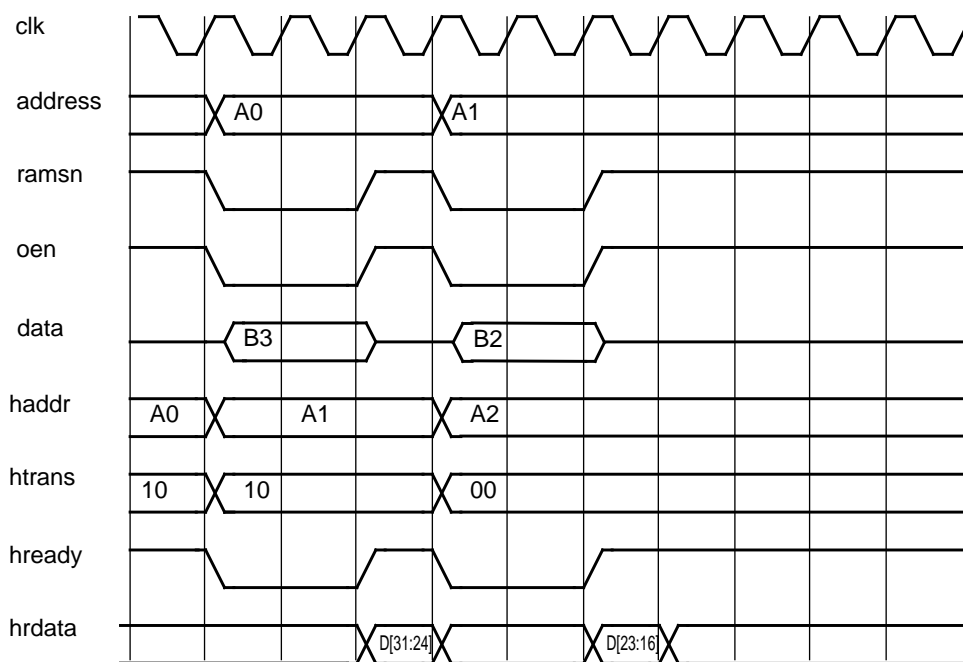 clk
address A0 A1
ramsn
oen
data B3 B2
haddr A0 A1 A2
htrans 10 10 00
hready
hrdata D[31:24] D[23:16]